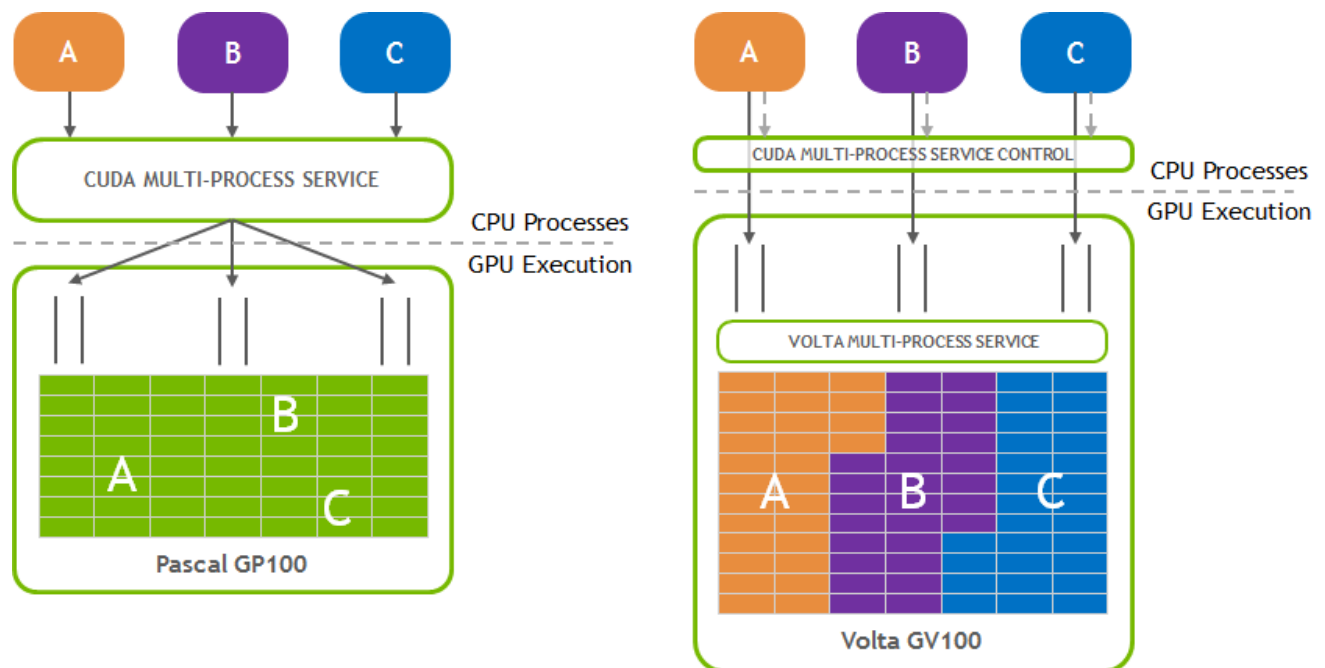 A
B
C
CUDA MULTI-PROCESS SERVICE
CPU Processes
GPU Execution
B
A
C
Pascal GP100
A
B
C
CUDA MULTI-PROCESS SERVICE CONTROL
CPU Processes
GPU Execution
VOLTA MULTI-PROCESS SERVICE
A
B
C
Volta GV100